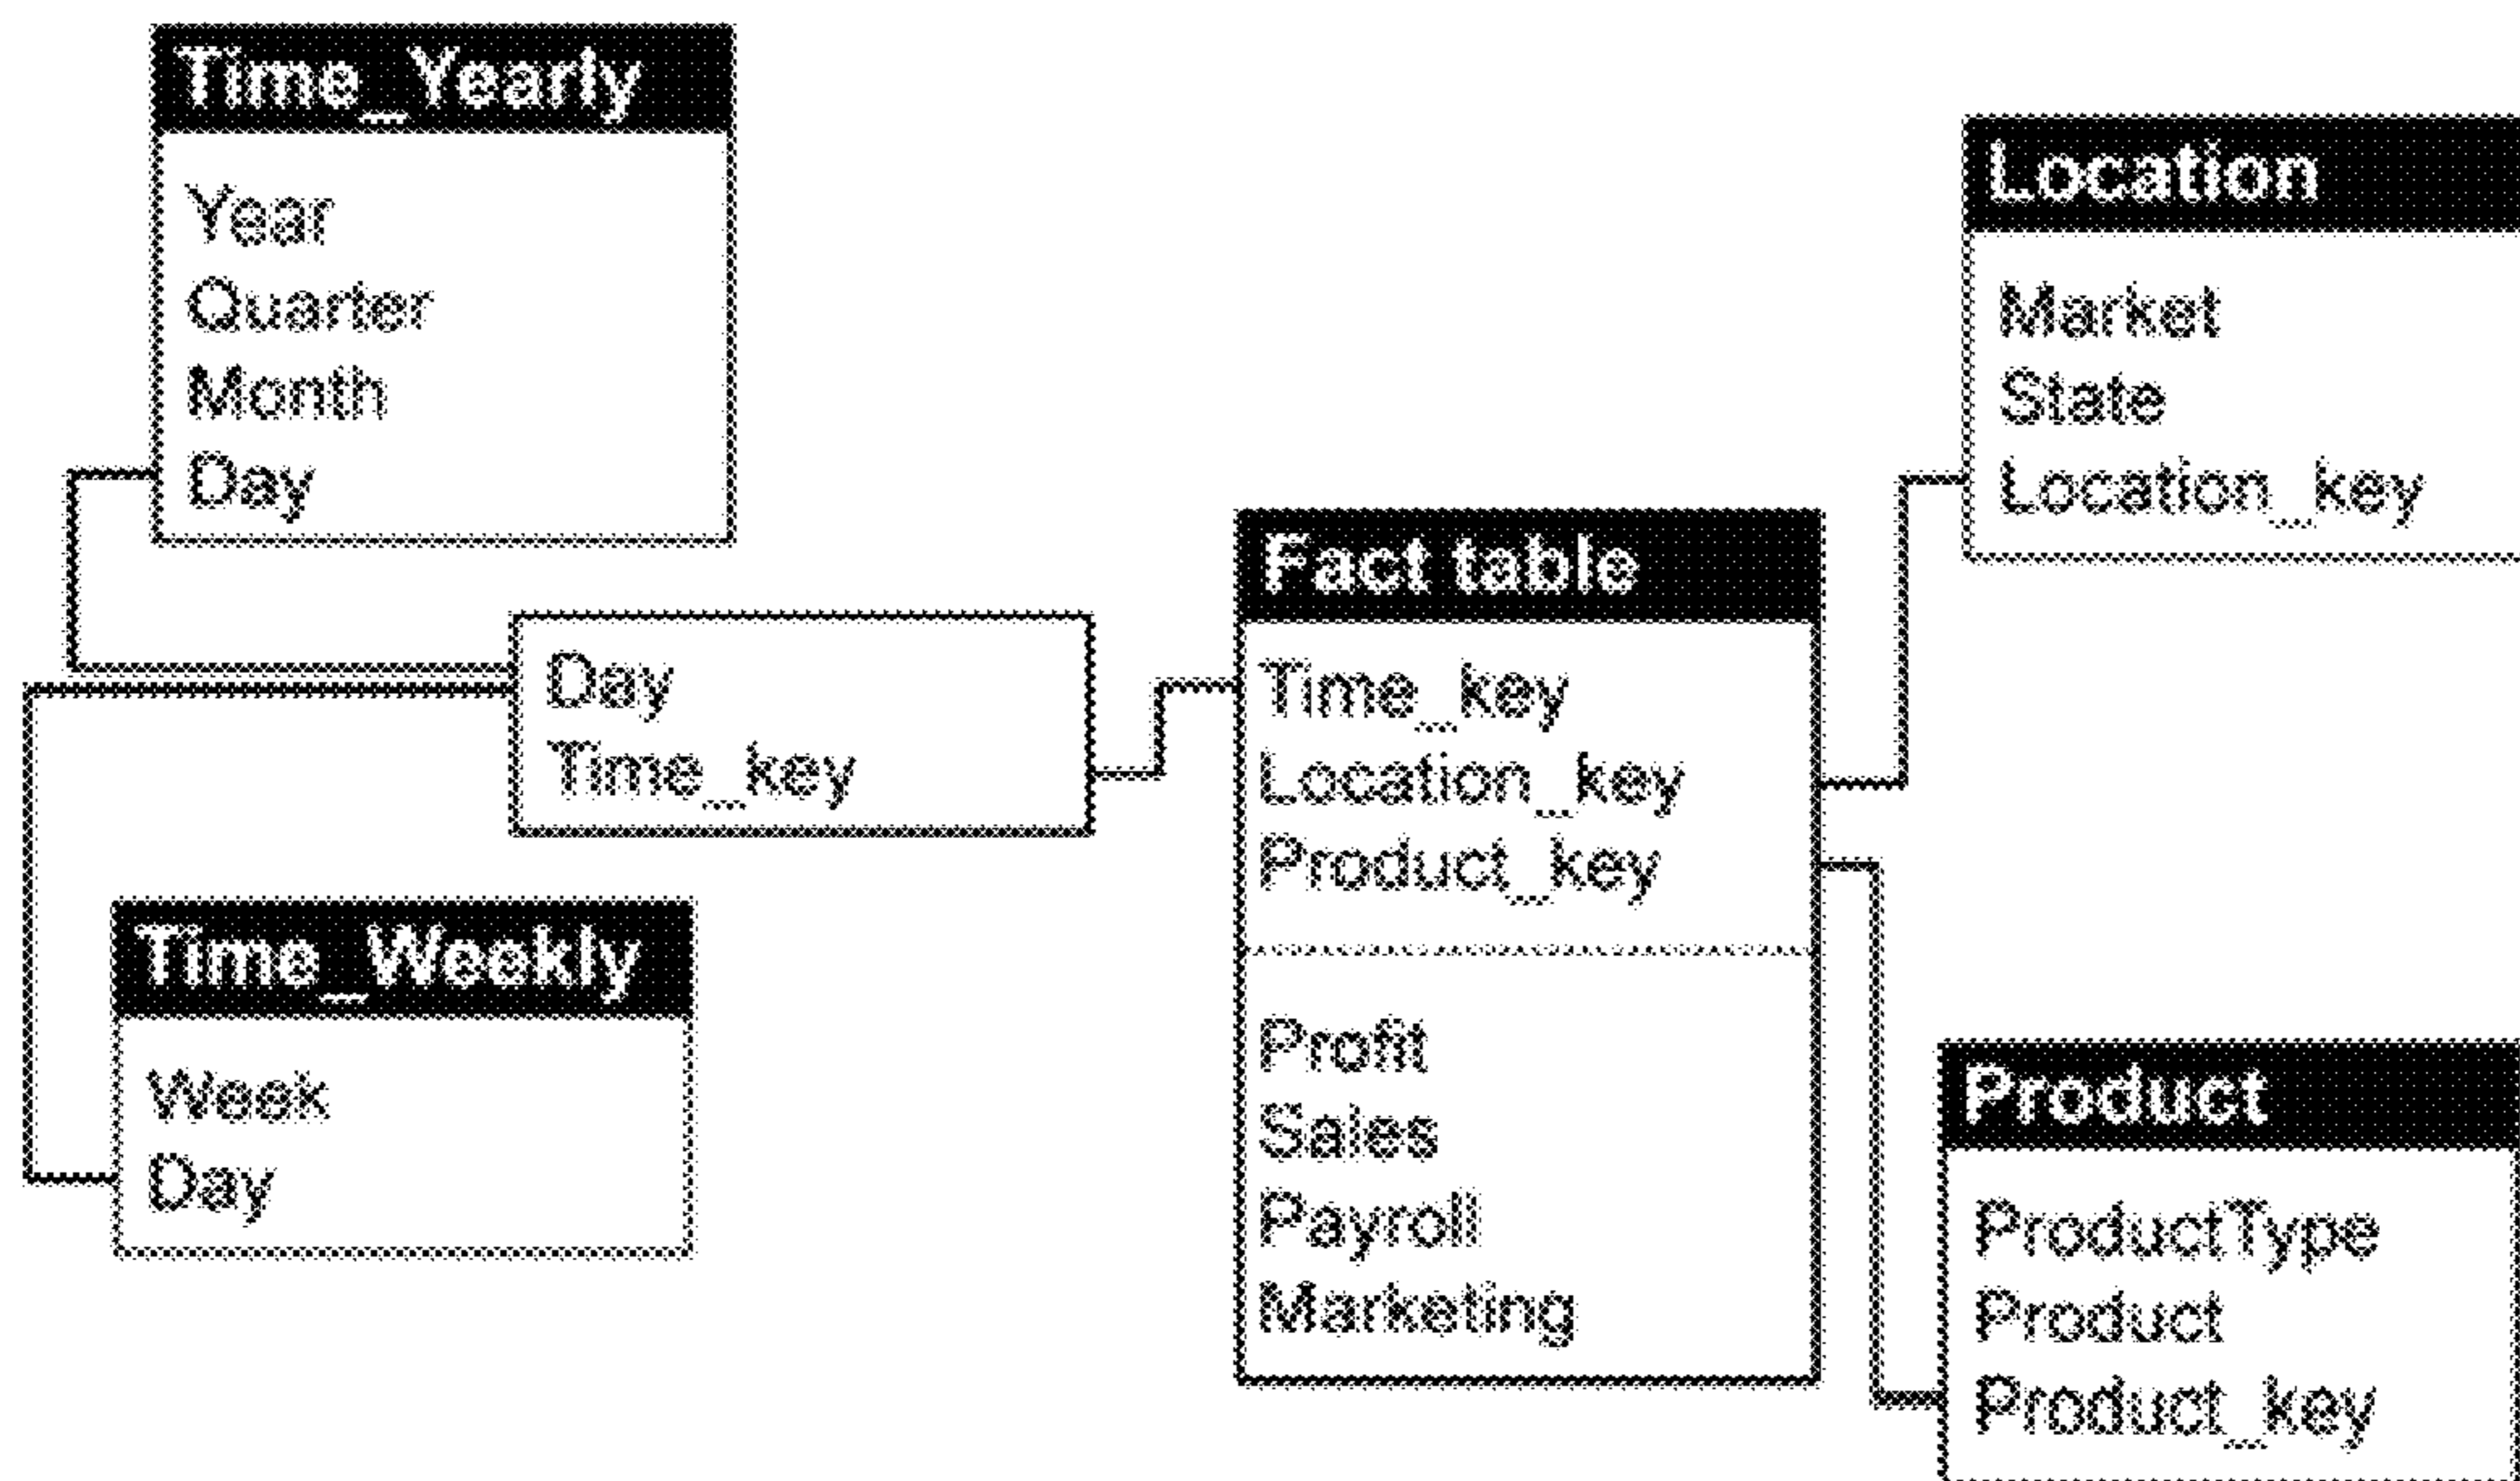 Time_Yearly
Year
Quarter
Month
Day
Day
Time_key
Time_Weekly
Week
Day
Fact table
Time_key
Location_key
Product_key
Profit
Sales
Payroll
Marketing
Location
Market
State
Location_key
Product
ProductType
Product
Product_key